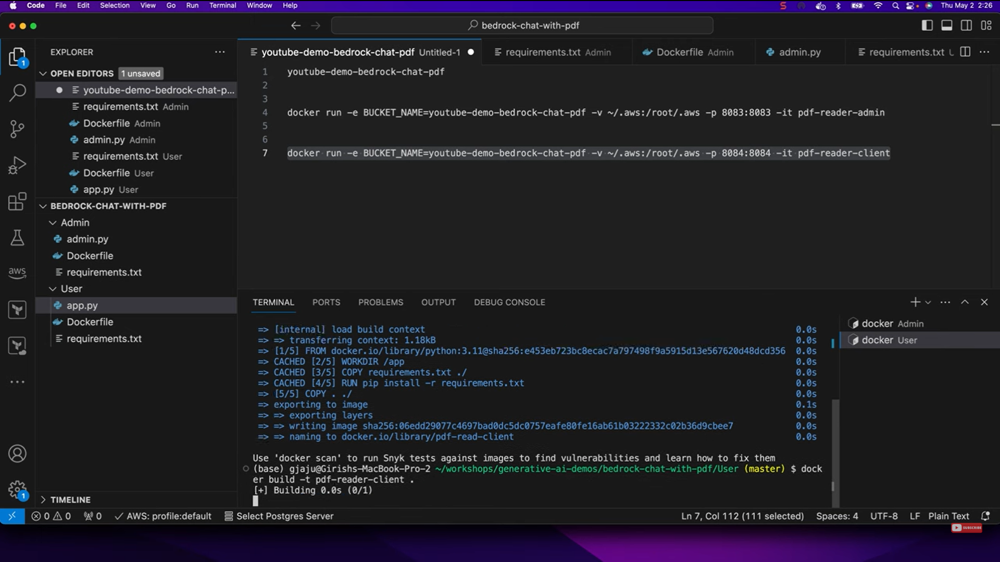 Code File Edit Selection View Go Run Terminal Window Help
Thu May 2 2:26
bedrock-chat-with-pdf
EXPLORER
OPEN EDITORS 1 unsaved
youtube-demo-bedrock-chat-p...
requirements.txt Admin
Dockerfile Admin
admin.py Admin
requirements.txt User
Dockerfile User
app.py User
BEDROCK-CHAT-WITH-PDF
Admin
admin.py
Dockerfile
requirements.txt
User
app.py
Dockerfile
requirements.txt
TIMELINE
1
aws
1
youtube-demo-bedrock-chat-pdf Untitled-1
requirements.txt Admin
Dockerfile Admin
admin.py
requirements.txt U
1 youtube-demo-bedrock-chat-pdf
2
3
4 docker run -e BUCKET_NAME=youtube-demo-bedrock-chat-pdf -v ~/.aws:/root/.aws -p 8083:8083 -it pdf-reader-admin
5
6
7 docker run -e BUCKET_NAME=youtube-demo-bedrock-chat-pdf -v ~/.aws:/root/.aws -p 8084:8084 -it pdf-reader-client
TERMINAL PORTS PROBLEMS OUTPUT DEBUG CONSOLE
=> [internal] load build context 0.0s
=> => transferring context: 1.18kB 0.0s
=> [1/5] FROM docker.io/library/python:3.11@sha256:e453eb723bc8ecac7a797498f9a5915d13e567620d48dcd356 0.0s
=> CACHED [2/5] WORKDIR /app 0.0s
=> CACHED [3/5] COPY requirements.txt ./ 0.0s
=> CACHED [4/5] RUN pip install -r requirements.txt 0.0s
=> [5/5] COPY . ./ 0.0s
=> exporting to image 0.1s
=> => exporting layers 0.0s
=> => writing image sha256:06edd29077c4697bad0dc5dc0757eafe80fe16ab61b03222332c02b36d9cbee7 0.0s
=> => naming to docker.io/library/pdf-read-client 0.0s
Use 'docker scan' to run Snyk tests against images to find vulnerabilities and learn how to fix them
(base) gjaju@Girishs-MacBook-Pro-2 ~/workshops/generative-ai-demos/bedrock-chat-with-pdf/User (master) $ dock
er build -t pdf-reader-client .
[+] Building 0.0s (0/1)
docker Admin
docker User
0 0 0 AWS: profile:default Select Postgres Server
Ln 7, Col 112 (111 selected) Spaces: 4 UTF-8 LF Plain Text
SUBSCRIBE